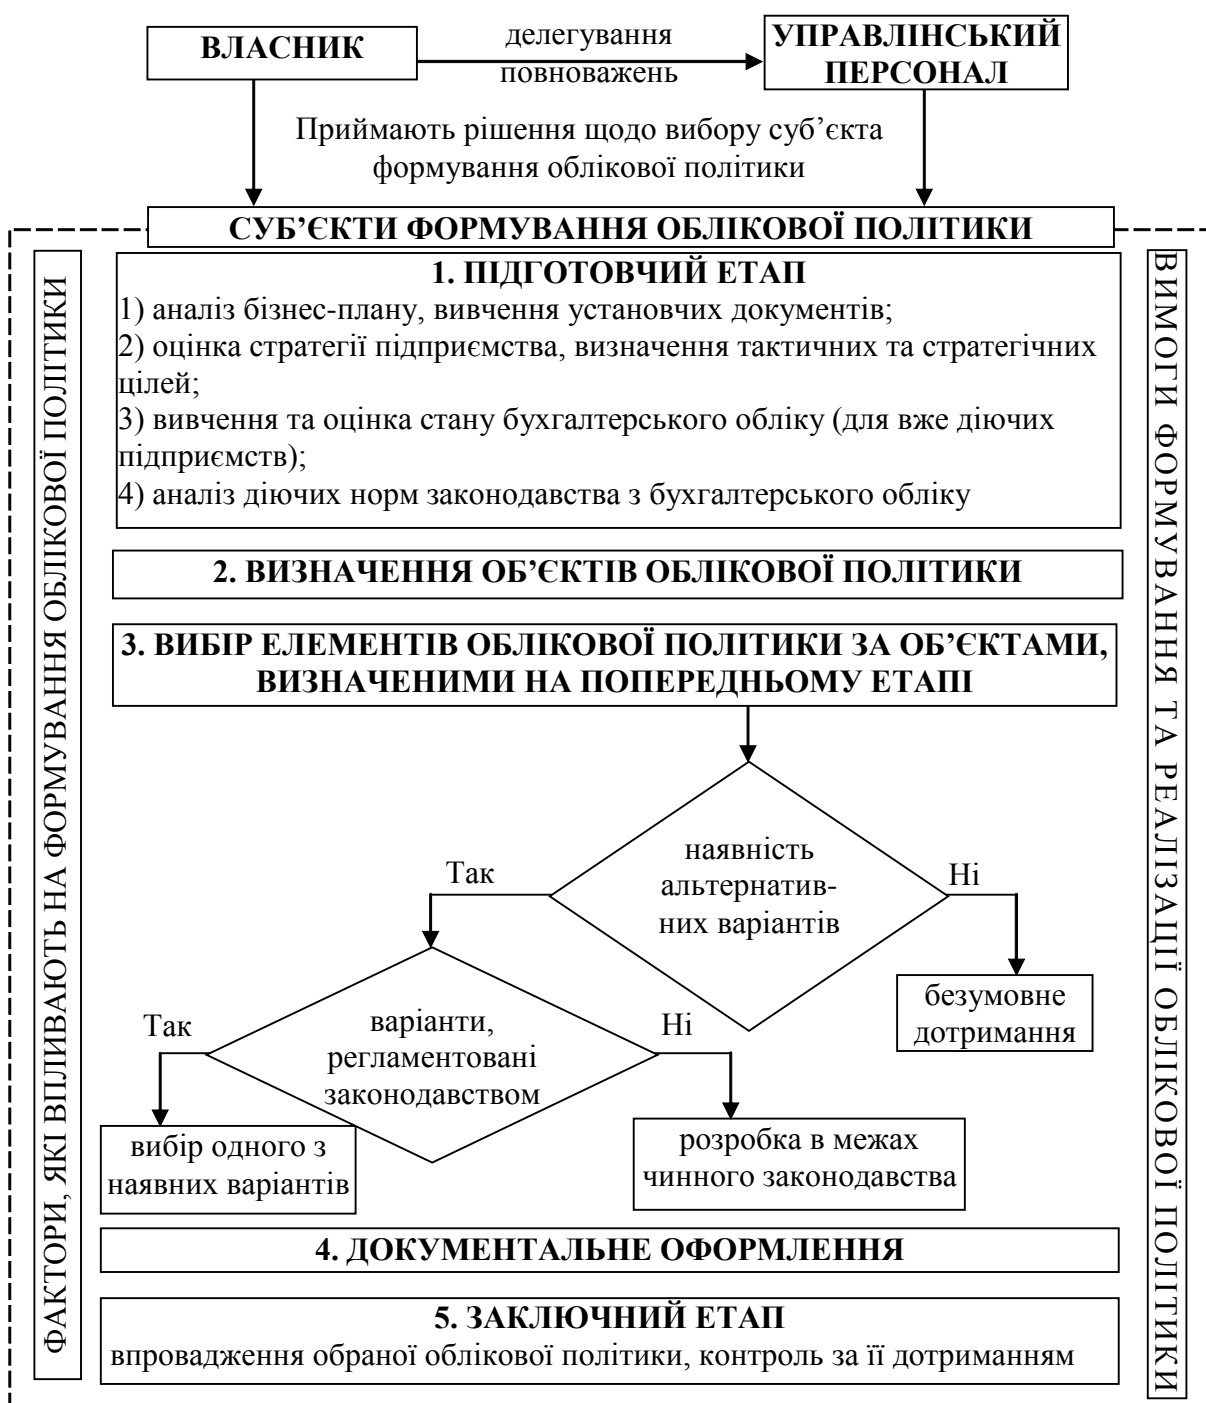 ВЛАСНИК
делегування
повноважень
УПРАВЛІНСЬКИЙ
ПЕРСОНАЛ
Приймають рішення щодо вибору суб’єкта
формування облікової політики
СУБ’ЄКТИ ФОРМУВАННЯ ОБЛІКОВОЇ ПОЛІТИКИ
ФАКТОРИ, ЯКІ ВПЛИВАЮТЬ НА ФОРМУВАННЯ ОБЛІКОВОЇ ПОЛІТИКИ
1. ПІДГОТОВЧИЙ ЕТАП
1) аналіз бізнес-плану, вивчення установчих документів;
2) оцінка стратегії підприємства, визначення тактичних та стратегічних
цілей;
3) вивчення та оцінка стану бухгалтерського обліку (для вже діючих
підприємств);
4) аналіз діючих норм законодавства з бухгалтерського обліку
2. ВИЗНАЧЕННЯ ОБ’ЄКТІВ ОБЛІКОВОЇ ПОЛІТИКИ
3. ВИБІР ЕЛЕМЕНТІВ ОБЛІКОВОЇ ПОЛІТИКИ ЗА ОБ’ЄКТАМИ,
ВИЗНАЧЕНИМИ НА ПОПЕРЕДНЬОМУ ЕТАПІ
наявність
альтернатив-
них варіантів
Так
Ні
безумовне
дотримання
варіанти,
регламентовані
законодавством
Так
Ні
вибір одного з
наявних варіантів
розробка в межах
чинного законодавства
4. ДОКУМЕНТАЛЬНЕ ОФОРМЛЕННЯ
5. ЗАКЛЮЧНИЙ ЕТАП
впровадження обраної облікової політики, контроль за її дотриманням
ВИМОГИ ФОРМУВАННЯ ТА РЕАЛІЗАЦІЇ ОБЛІКОВОЇ ПОЛІТИКИ